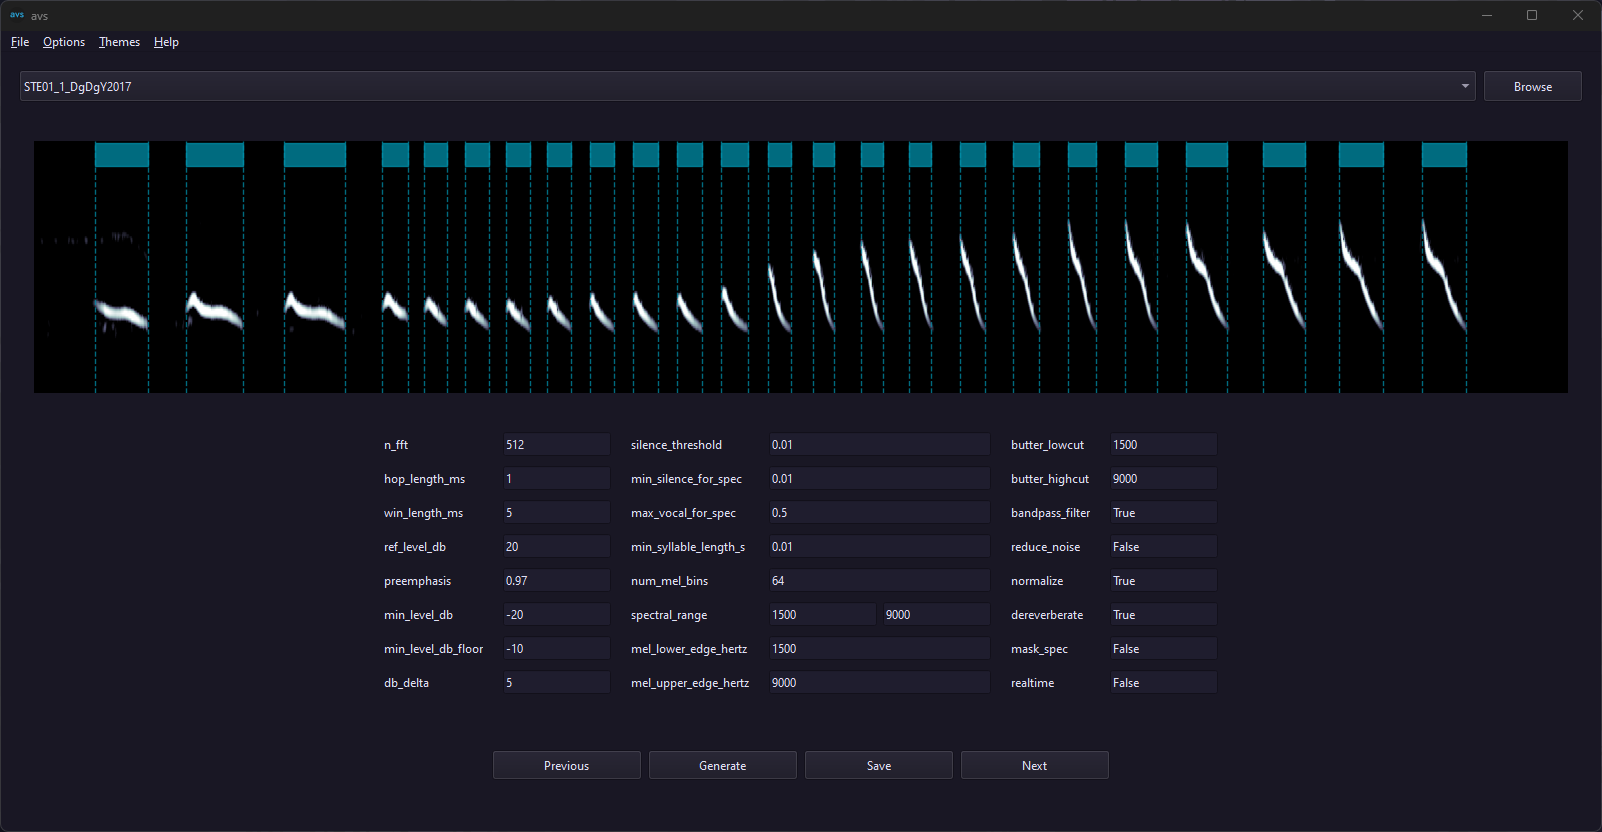 avs avs
File Options Themes Help
STE01_1_DgDgY2017 Browse
n_fft 512 silence_threshold 0.01 butter_lowcut 1500
hop_length_ms 1 min_silence_for_spec 0.01 butter_highcut 9000
win_length_ms 5 max_vocal_for_spec 0.5 bandpass_filter True
ref_level_db 20 min_syllable_length_s 0.01 reduce_noise False
preemphasis 0.97 num_mel_bins 64 normalize True
min_level_db -20 spectral_range 1500 9000 dereverberate True
min_level_db_floor -10 mel_lower_edge_hertz 1500 mask_spec False
db_delta 5 mel_upper_edge_hertz 9000 realtime False
Previous Generate Save Next